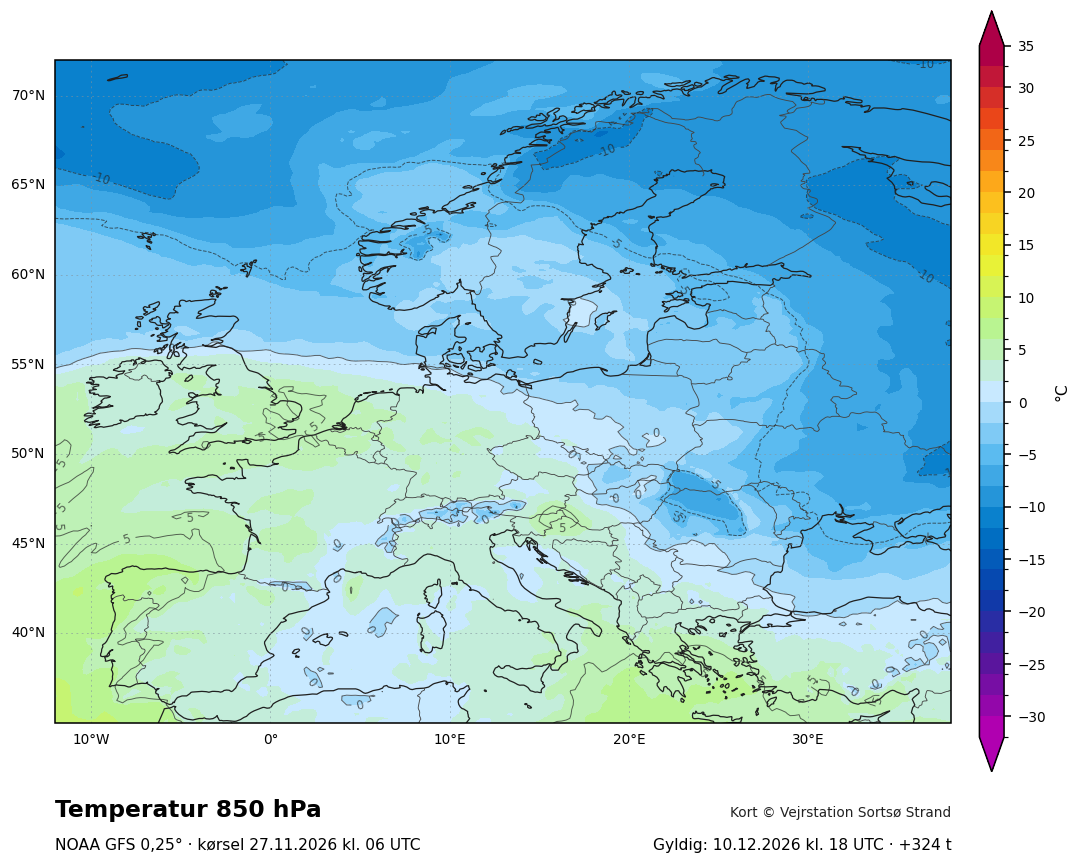 70°N
65°N
60°N
55°N
50°N
45°N
40°N
10°W
0°
10°E
20°E
30°E
35
30
25
20
15
10
5
0
−5
−10
−15
−20
−25
−30
°C
Temperatur 850 hPa
Kort © Vejrstation Sortsø Strand
NOAA GFS 0,25° · kørsel 27.11.2026 kl. 06 UTC
Gyldig: 10.12.2026 kl. 18 UTC · +324 t